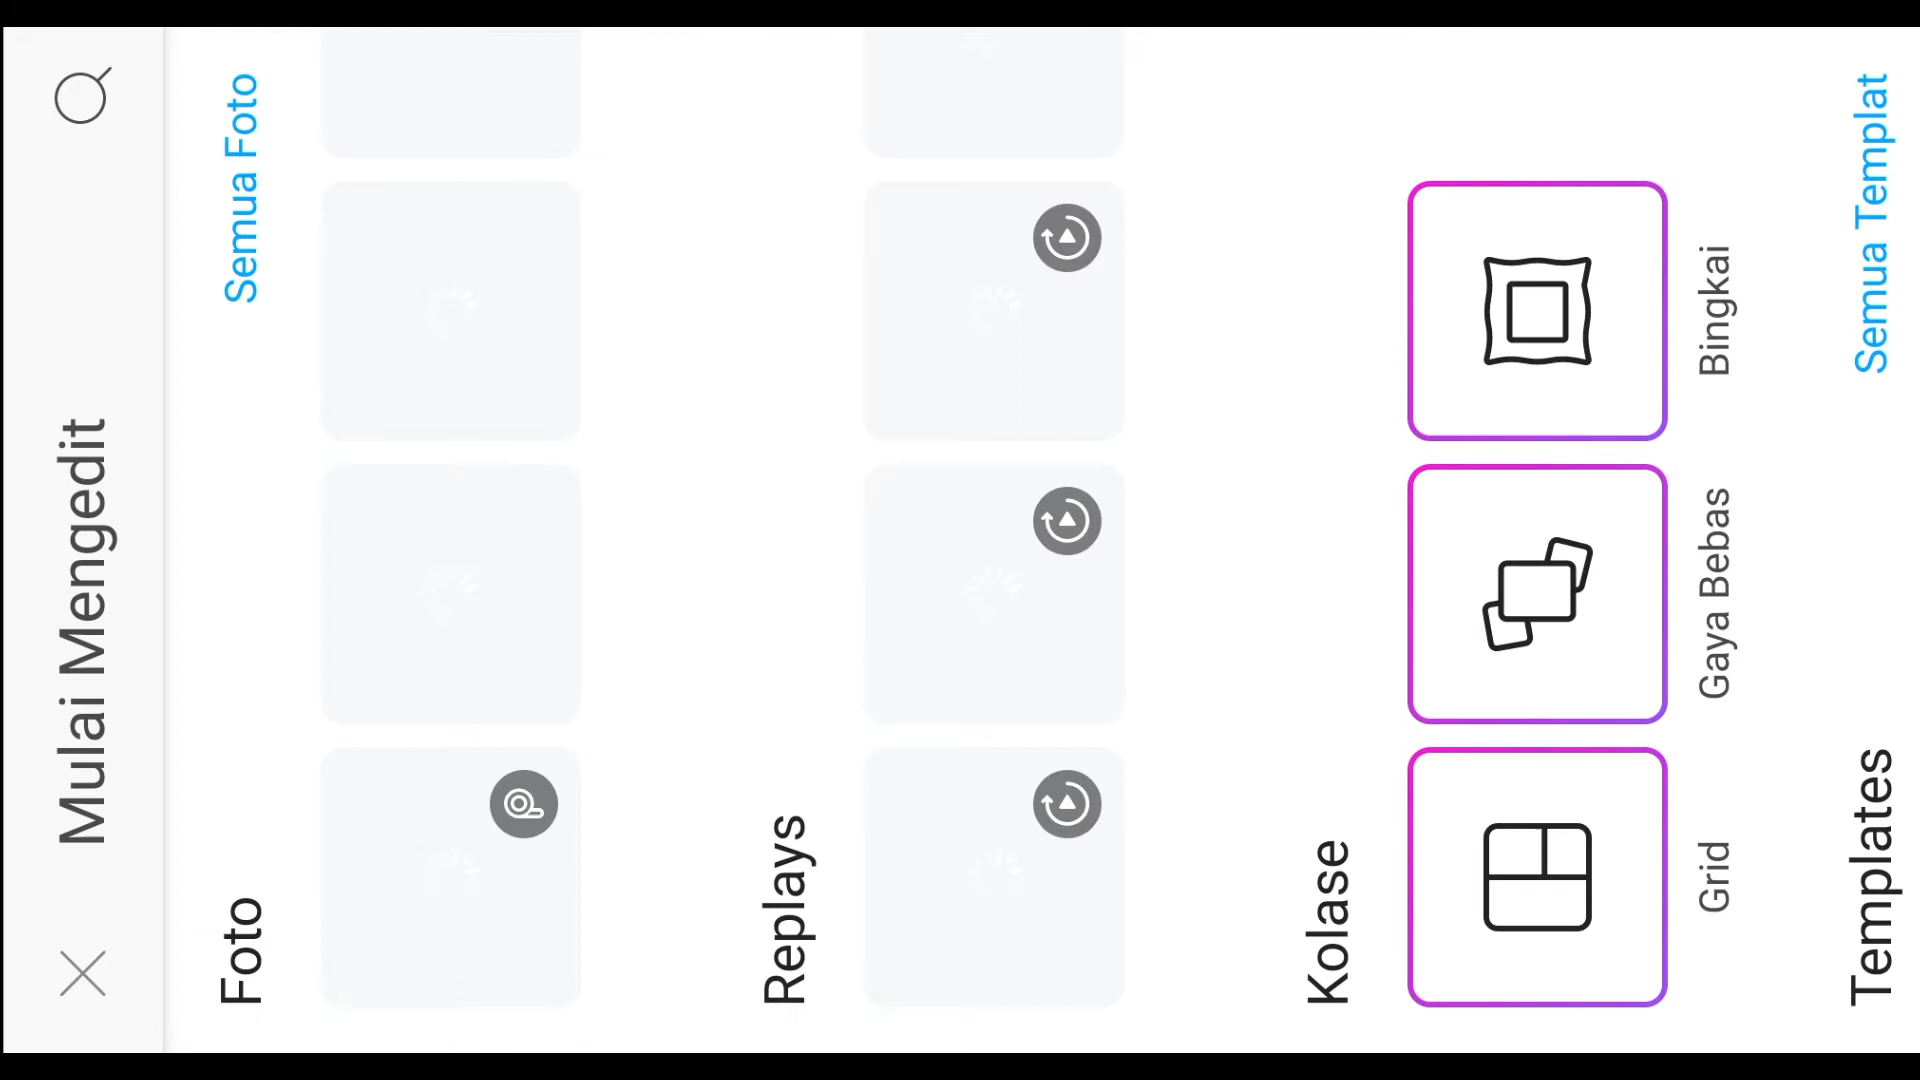 Mulai Mengedit
Foto
Semua Foto
Replays
Kolase
Grid
Gaya Bebas
Bingkai
Templates
Semua Templat